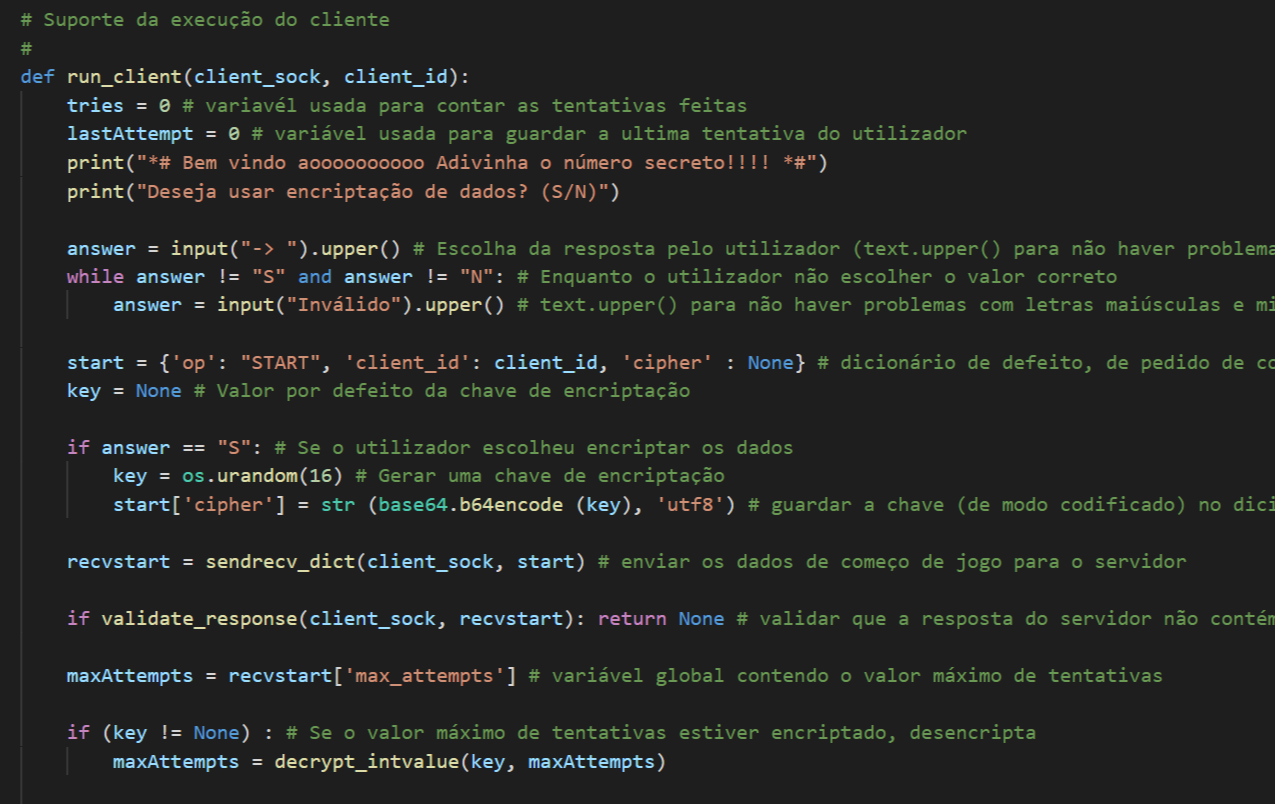 # Suporte da execução do cliente
#
def run_client(client_sock, client_id):
    tries = 0 # variavél usada para contar as tentativas feitas
    lastAttempt = 0 # variável usada para guardar a ultima tentativa do utilizador
    print("*# Bem vindo aoooooooooo Adivinha o número secreto!!!! *#")
    print("Deseja usar encriptação de dados? (S/N)")

    answer = input("-> ").upper() # Escolha da resposta pelo utilizador (text.upper() para não haver problema
    while answer != "S" and answer != "N": # Enquanto o utilizador não escolher o valor correto
        answer = input("Inválido").upper() # text.upper() para não haver problemas com letras maiúsculas e mi

    start = {'op': "START", 'client_id': client_id, 'cipher' : None} # dicionário de defeito, de pedido de co
    key = None # Valor por defeito da chave de encriptação

    if answer == "S": # Se o utilizador escolheu encriptar os dados
        key = os.urandom(16) # Gerar uma chave de encriptação
        start['cipher'] = str (base64.b64encode (key), 'utf8') # guardar a chave (de modo codificado) no dici

    recvstart = sendrecv_dict(client_sock, start) # enviar os dados de começo de jogo para o servidor

    if validate_response(client_sock, recvstart): return None # validar que a resposta do servidor não contém

    maxAttempts = recvstart['max_attempts'] # variável global contendo o valor máximo de tentativas

    if (key != None) : # Se o valor máximo de tentativas estiver encriptado, desencripta
        maxAttempts = decrypt_intvalue(key, maxAttempts)